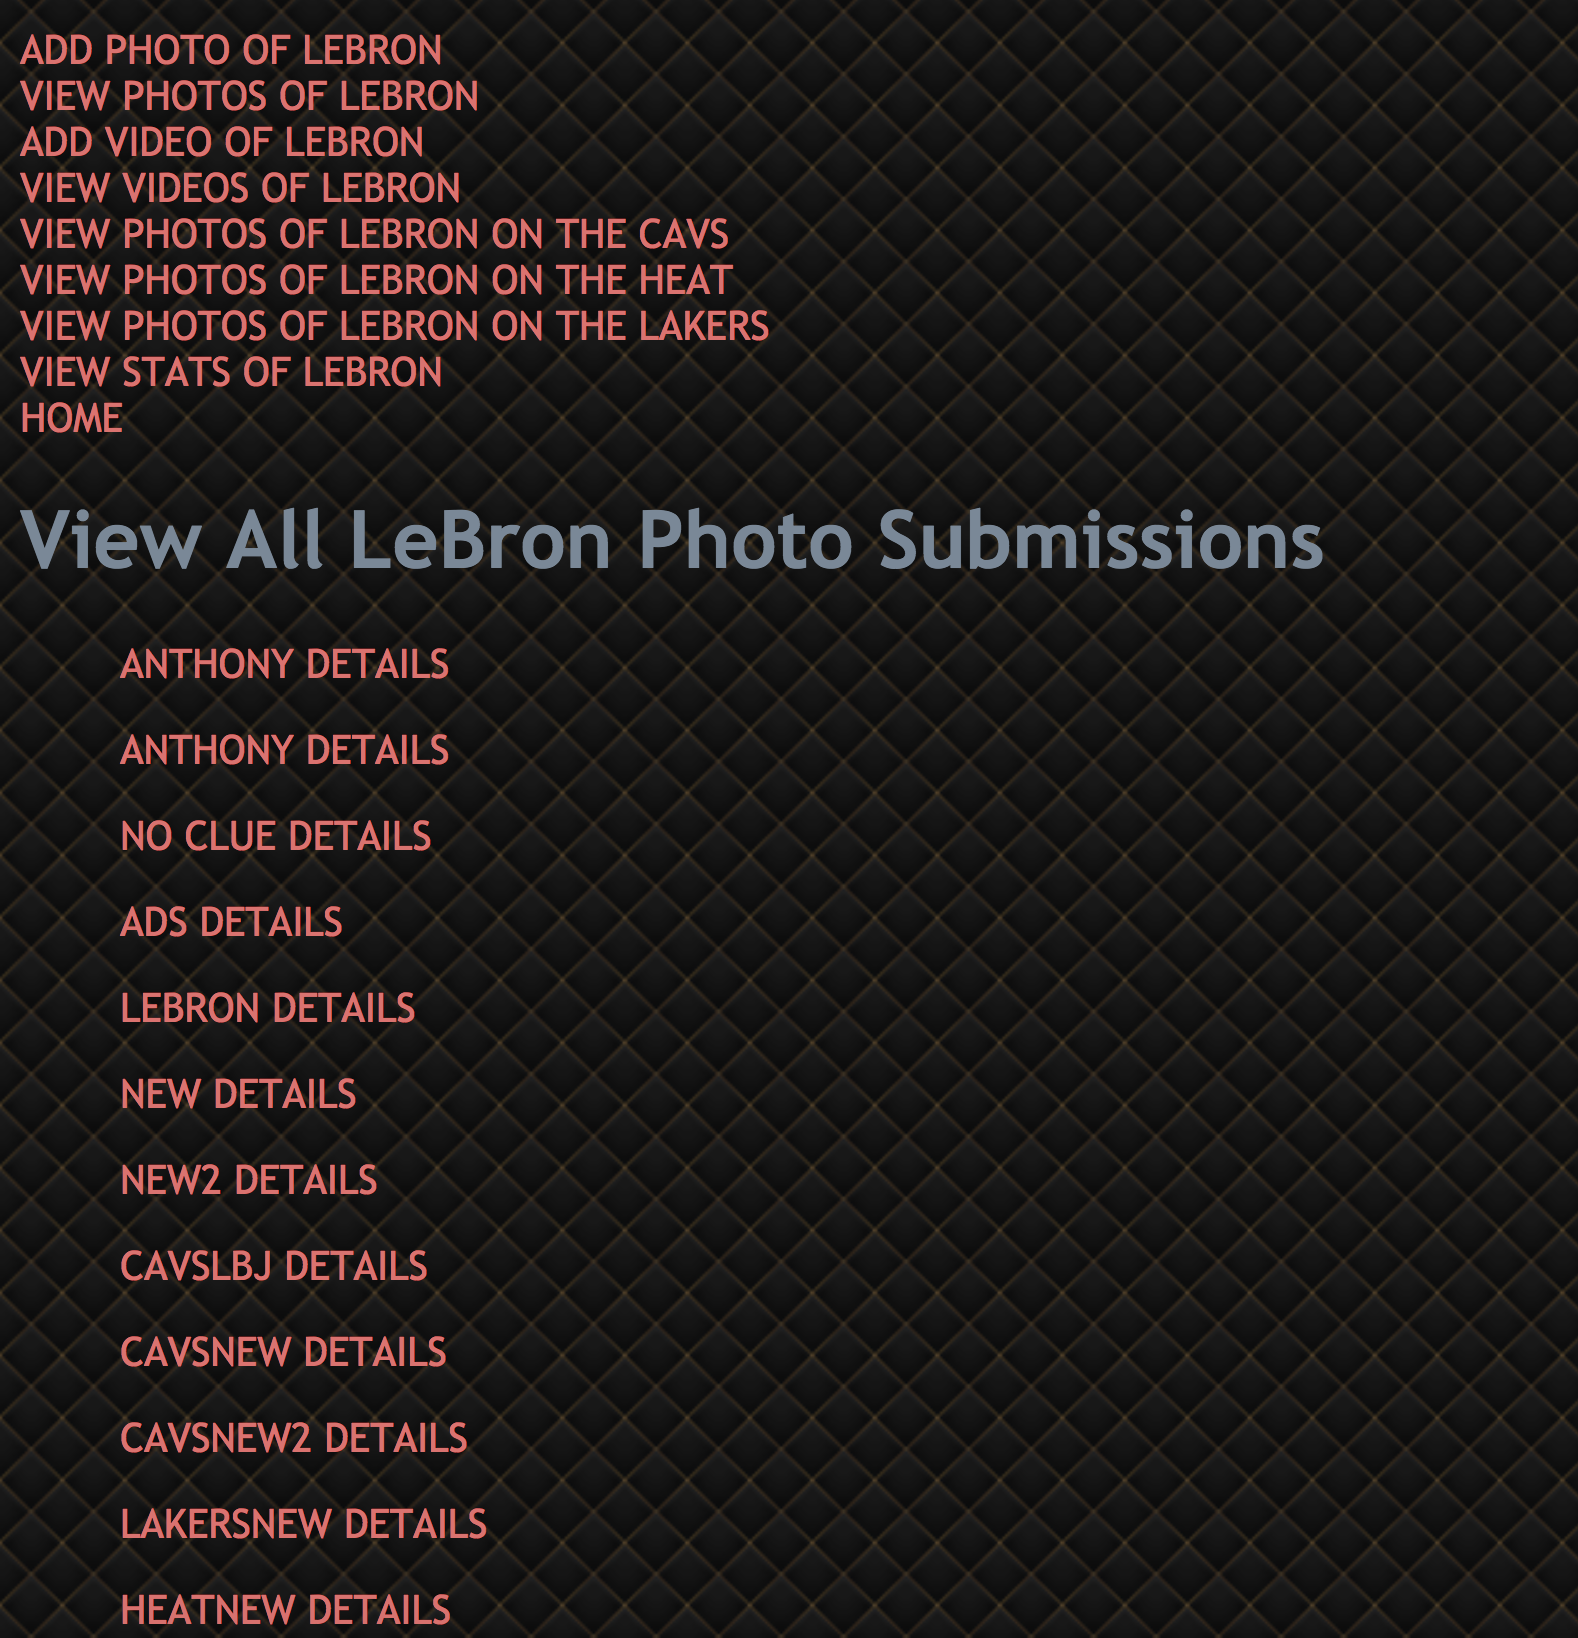 ADD PHOTO OF LEBRON
VIEW PHOTOS OF LEBRON
ADD VIDEO OF LEBRON
VIEW VIDEOS OF LEBRON
VIEW PHOTOS OF LEBRON ON THE CAVS
VIEW PHOTOS OF LEBRON ON THE HEAT
VIEW PHOTOS OF LEBRON ON THE LAKERS
VIEW STATS OF LEBRON
HOME
View All LeBron Photo Submissions
ANTHONY DETAILS
ANTHONY DETAILS
NO CLUE DETAILS
ADS DETAILS
LEBRON DETAILS
NEW DETAILS
NEW2 DETAILS
CAVSLBJ DETAILS
CAVSNEW DETAILS
CAVSNEW2 DETAILS
LAKERSNEW DETAILS
HEATNEW DETAILS